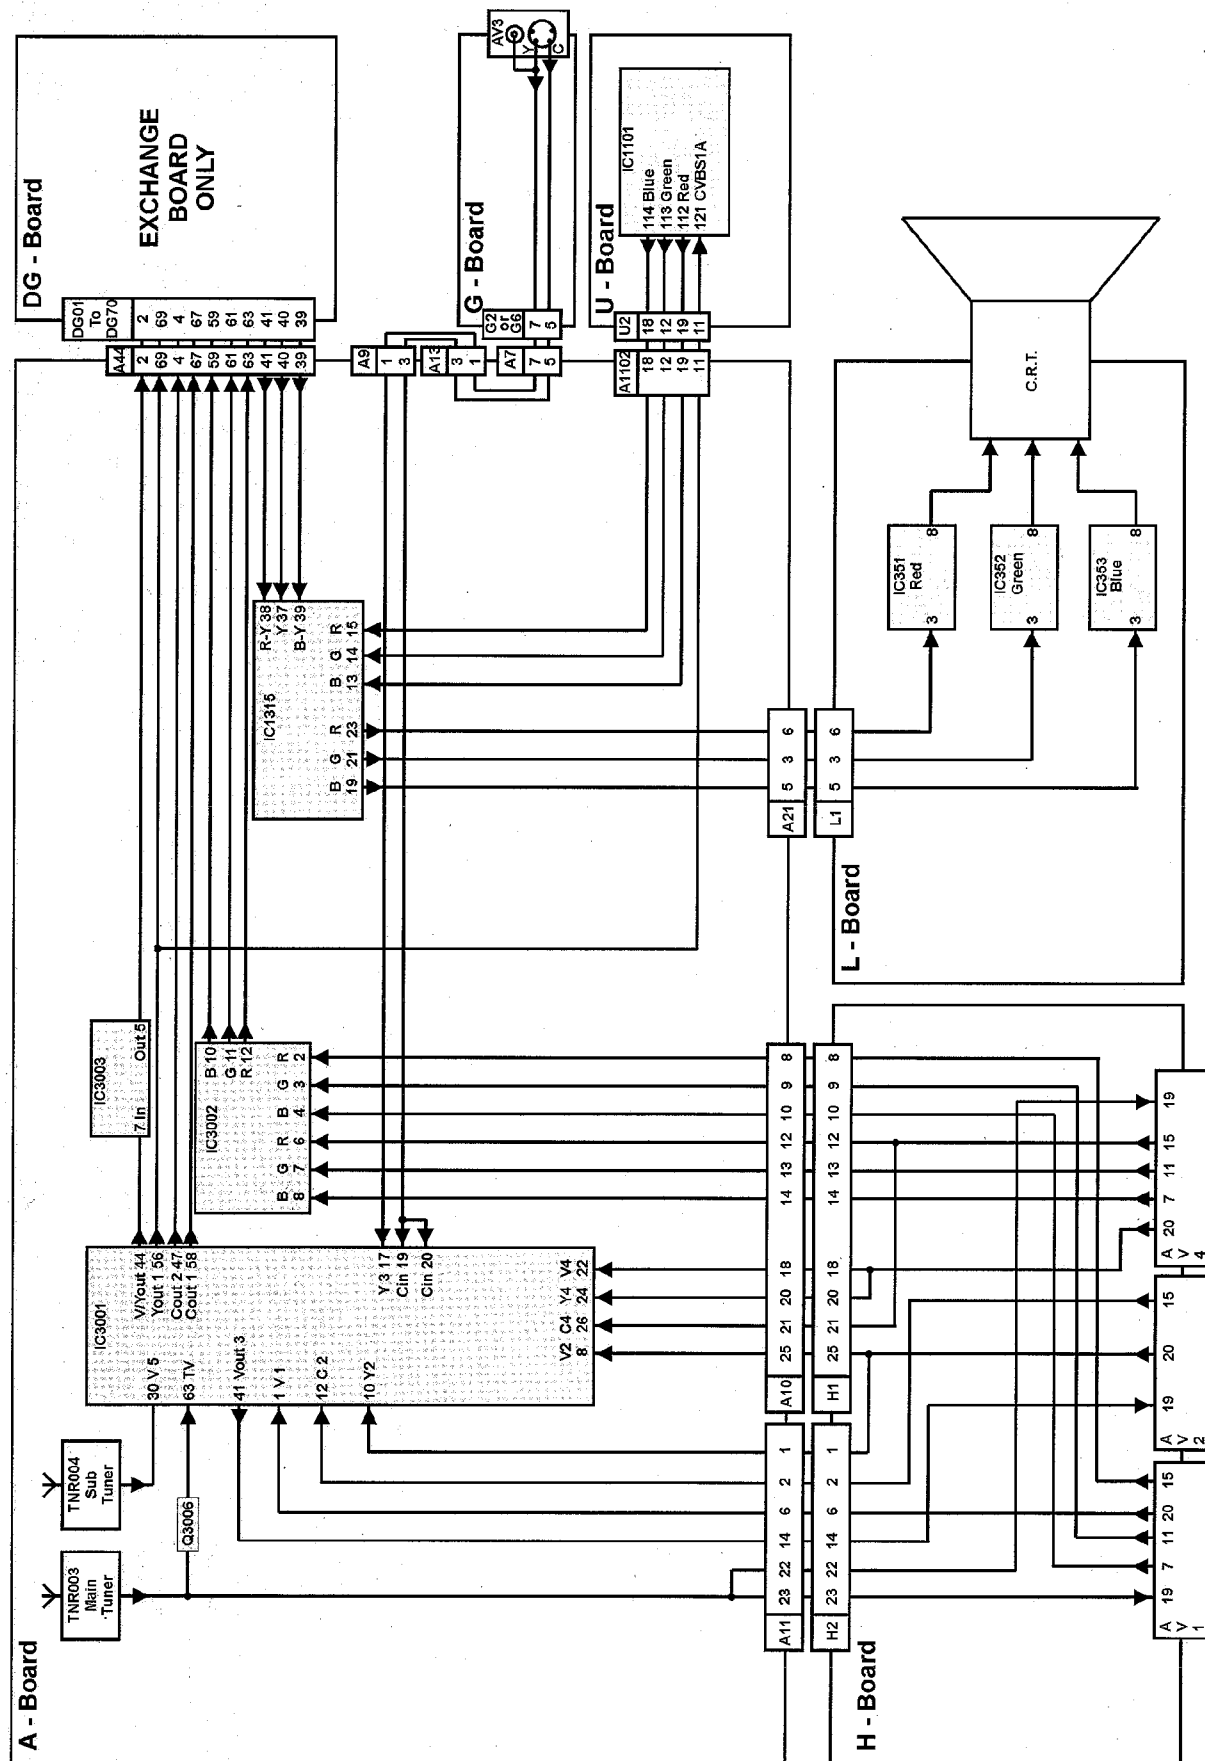 A - Board
TNR003
Main
Tuner
TNR004
Sub
Tuner
Q3006
IC3001
30 V 5
63 TV
41 Vout 3
1 V 1
12 C 2
10 Y2
V/Yout 44
Yout 1 56
Cout 2 47
Cout 1 58
Y 3 17
Cin 19
Cin 20
V2 C4 Y4 V4
8 26 24 22
IC3003
7 In
Out 5
IC3002
B 10
G 11
R 12
B G R B G R
8 7 6 4 3 2
IC1315
R-Y 38
Y 37
B-Y 39
B G R B G R
19 21 23 13 14 15
A44
2
69
4
67
59
61
63
41
40
39
DG01
To
DG70
2
69
4
67
59
61
63
41
40
39
DG - Board
EXCHANGE
BOARD
ONLY
A9
1
3
A13
3
1
A7
7
5
G2
or
G6
7
5
G - Board
AV3
Y
C
A1102
18
12
19
11
U2
18
12
19
11
U - Board
IC1101
114 Blue
113 Green
112 Red
121 CVBS1A
A11 23 22 14 6 2 1
H2 23 22 14 6 2 1
A10 25 21 20 18 14 13 12 10 9 8
H1 25 21 20 18 14 13 12 10 9 8
A21 5 3 6
L1 5 3 6
H - Board
A
V
1
19 7 11 20 15
A
V
2
19 20 15
A
V
4
20 7 11 15 19
L - Board
IC351
Red
3
8
IC352
Green
3
8
IC353
Blue
3
8
C.R.T.